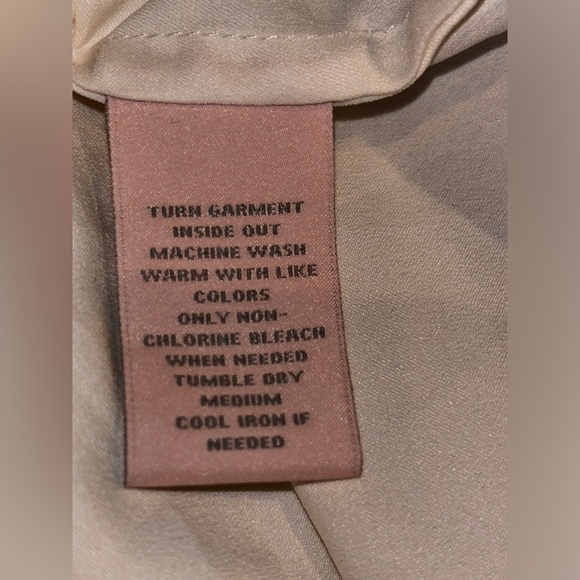 TURN GARMENT
INSIDE OUT
MACHINE WASH
WARM WITH LIKE
COLORS
ONLY NON-
CHLORINE BLEACH
WHEN NEEDED
TUMBLE DRY
MEDIUM
COOL IRON IF
NEEDED